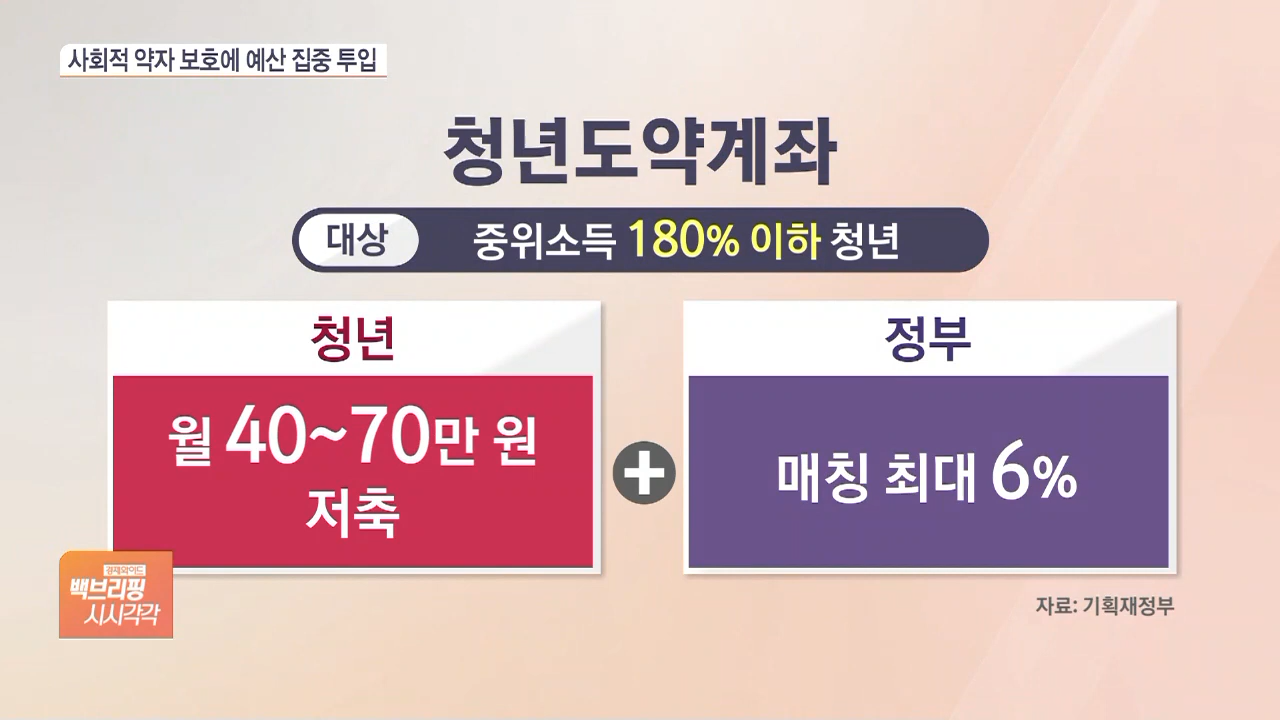 사회적 약자 보호에 예산 집중 투입
청년도약계좌
대상 중위소득 180% 이하 청년
청년
월 40~70만 원
저축
+
정부
매칭 최대 6%
경제와이드
백브리핑
시시각각
자료: 기획재정부